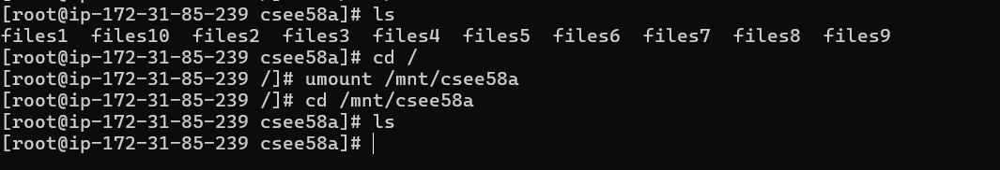 [root@ip-172-31-85-239 csee58a]# ls
files1  files10  files2  files3  files4  files5  files6  files7  files8  files9
[root@ip-172-31-85-239 csee58a]# cd /
[root@ip-172-31-85-239 /]# umount /mnt/csee58a
[root@ip-172-31-85-239 /]# cd /mnt/csee58a
[root@ip-172-31-85-239 csee58a]# ls
[root@ip-172-31-85-239 csee58a]#